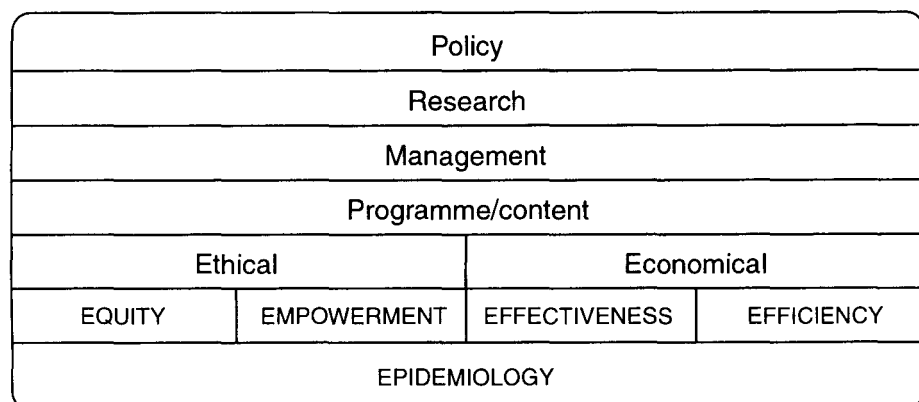 Policy
Research
Management
Programme/content
Ethical Economical
EQUITY EMPOWERMENT EFFECTIVENESS EFFICIENCY
EPIDEMIOLOGY